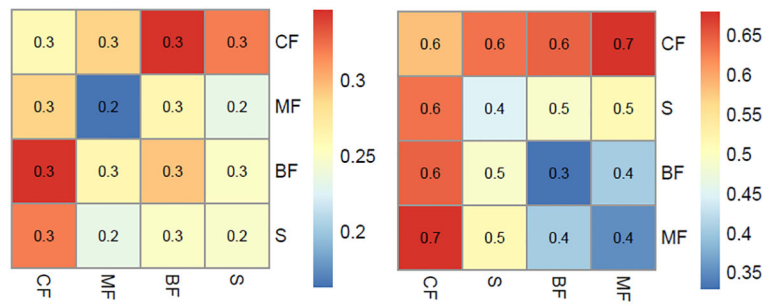 0.3 0.3 0.3 0.3 CF
0.3 0.2 0.3 0.2 MF
0.3 0.3 0.3 0.3 BF
0.3 0.2 0.3 0.2 S
CF MF BF S
0.3
0.25
0.2
0.6 0.6 0.6 0.7 CF
0.6 0.4 0.5 0.5 S
0.6 0.5 0.3 0.4 BF
0.7 0.5 0.4 0.4 MF
CF S BF MF
0.65
0.6
0.55
0.5
0.45
0.4
0.35